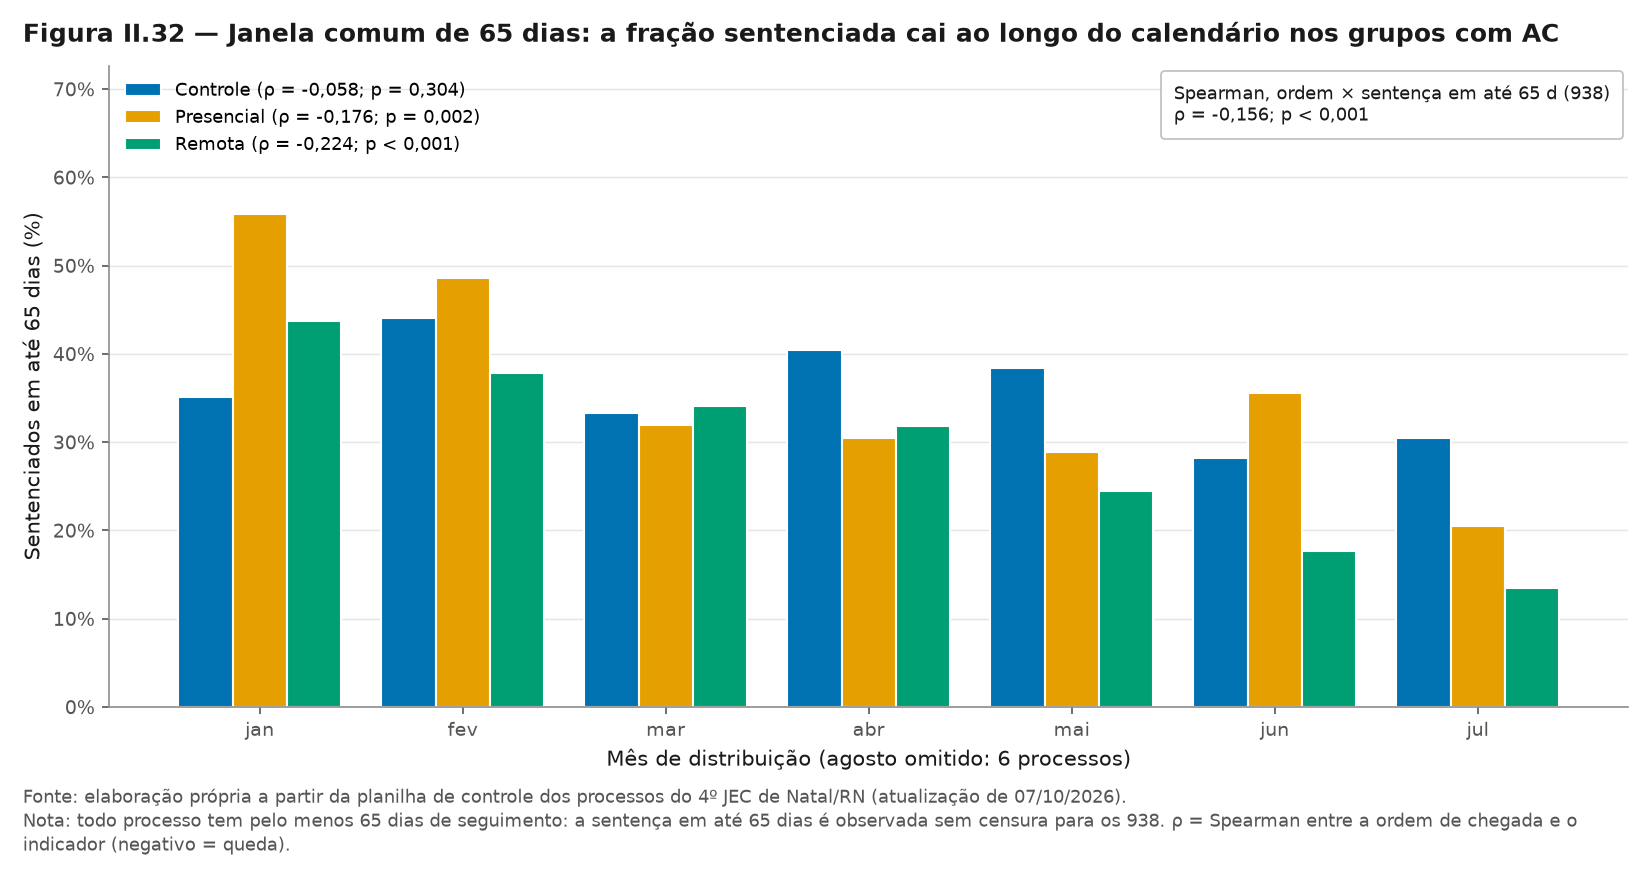 Figura II.32 — Janela comum de 65 dias: a fração sentenciada cai ao longo do calendário nos grupos com AC
Controle (ρ = -0,058; p = 0,304)
Presencial (ρ = -0,176; p = 0,002)
Remota (ρ = -0,224; p < 0,001)
Spearman, ordem × sentença em até 65 d (938)
ρ = -0,156; p < 0,001
Sentenciados em até 65 dias (%)
70%
60%
50%
40%
30%
20%
10%
0%
jan
fev
mar
abr
mai
jun
jul
Mês de distribuição (agosto omitido: 6 processos)
Fonte: elaboração própria a partir da planilha de controle dos processos do 4º JEC de Natal/RN (atualização de 07/10/2026).
Nota: todo processo tem pelo menos 65 dias de seguimento: a sentença em até 65 dias é observada sem censura para os 938. ρ = Spearman entre a ordem de chegada e o
indicador (negativo = queda).